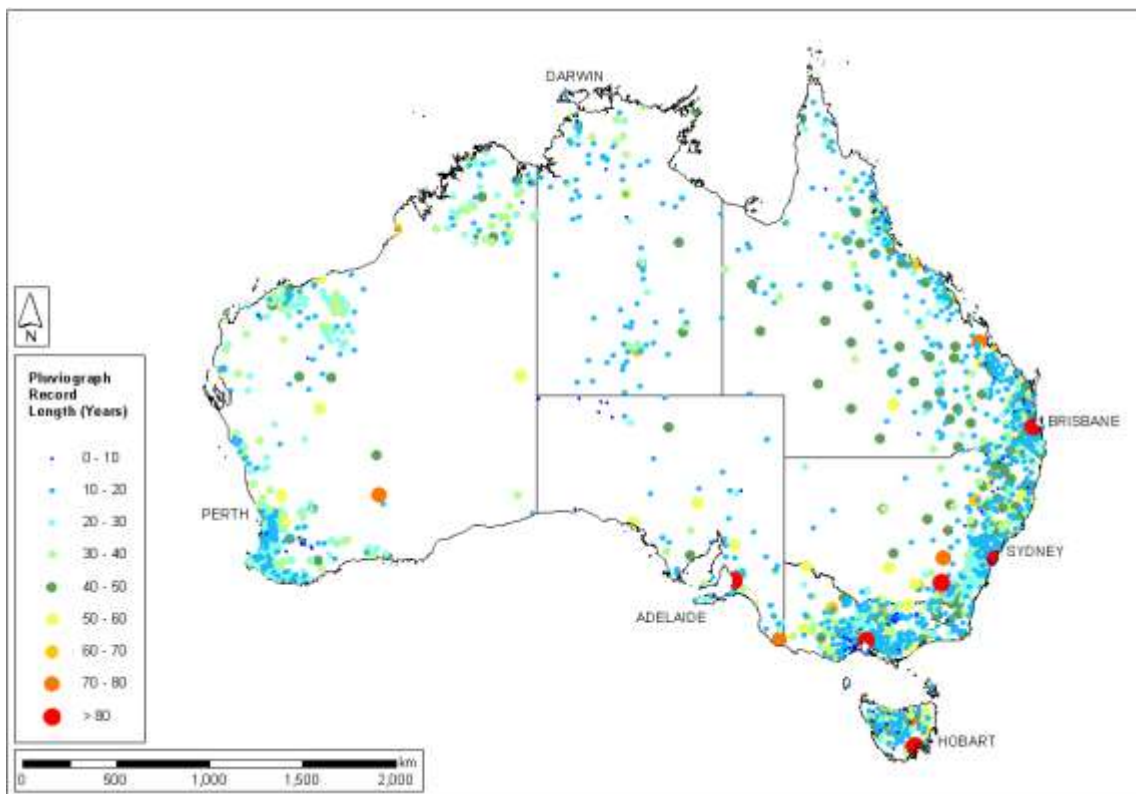 DARWIN
N
Pluviograph
Record
Length (Years)
0 - 10
10 - 20
20 - 30
30 - 40
40 - 50
50 - 60
60 - 70
70 - 80
> 80
BRISBANE
PERTH
SYDNEY
ADELAIDE
HOBART
km
0 500 1,000 1,500 2,000